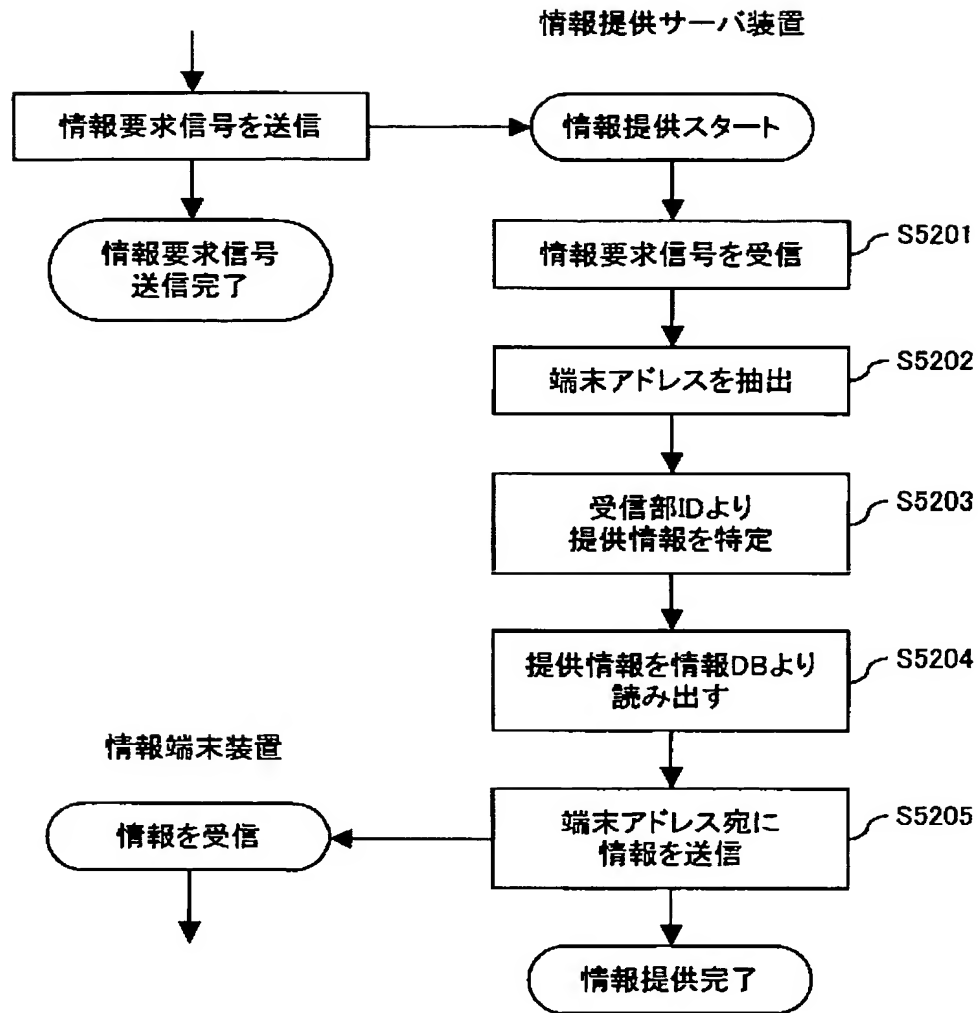 情報提供サーバ装置
情報要求信号を送信
情報提供スタート
情報要求信号
送信完了
情報要求信号を受信
S5201
端末アドレスを抽出
S5202
受信部IDより
提供情報を特定
S5203
提供情報を情報DBより
読み出す
S5204
情報端末装置
情報を受信
端末アドレス宛に
情報を送信
S5205
情報提供完了